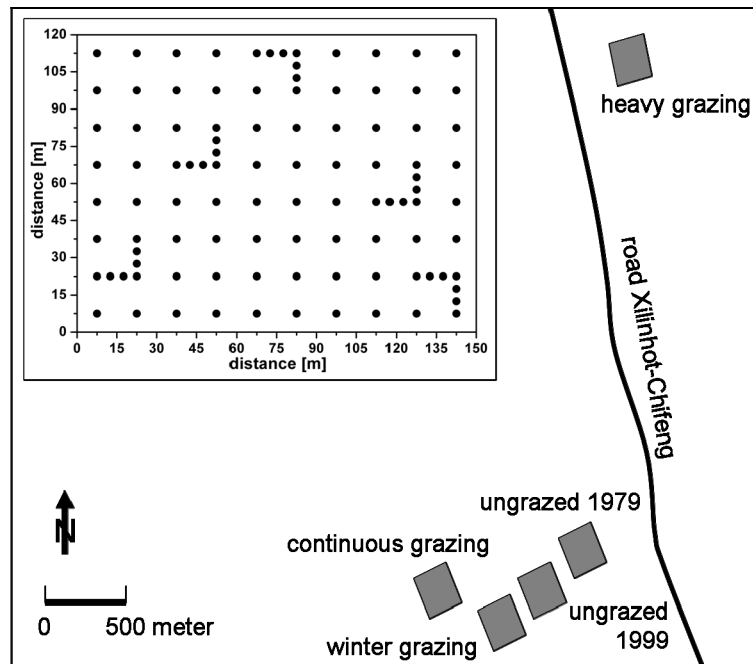 120
105
90
75
60
45
30
15
0
distance [m]
0 15 30 45 60 75 90 105 120 135 150
distance [m]
heavy grazing
road Xilinhot-Chifeng
N
0 500 meter
ungrazed 1979
continuous grazing
ungrazed
1999
winter grazing